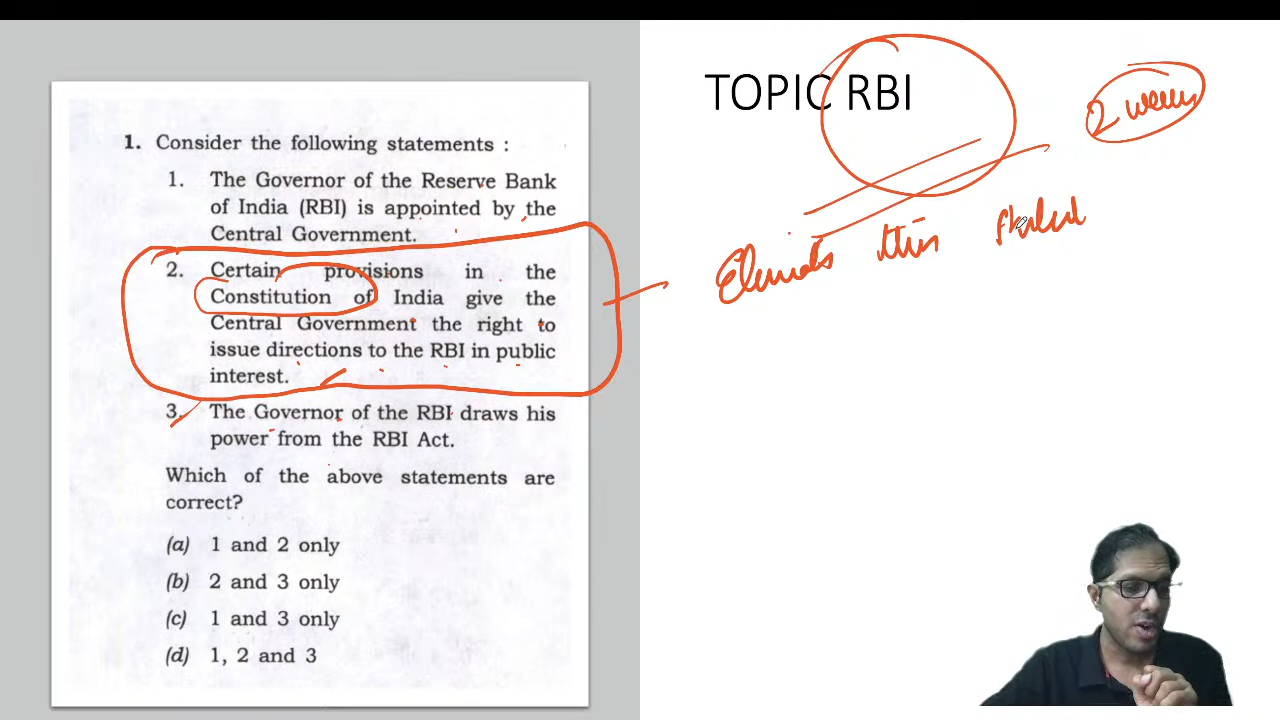 1. Consider the following statements :
1. The Governor of the Reserve Bank
of India (RBI) is appointed by the
Central Government.
2. Certain provisions in the
Constitution of India give the
Central Government the right to
issue directions to the RBI in public
interest.
3. The Governor of the RBI draws his
power from the RBI Act.
Which of the above statements are
correct?
(a) 1 and 2 only
(b) 2 and 3 only
(c) 1 and 3 only
(d) 1, 2 and 3
TOPIC RBI
2
this